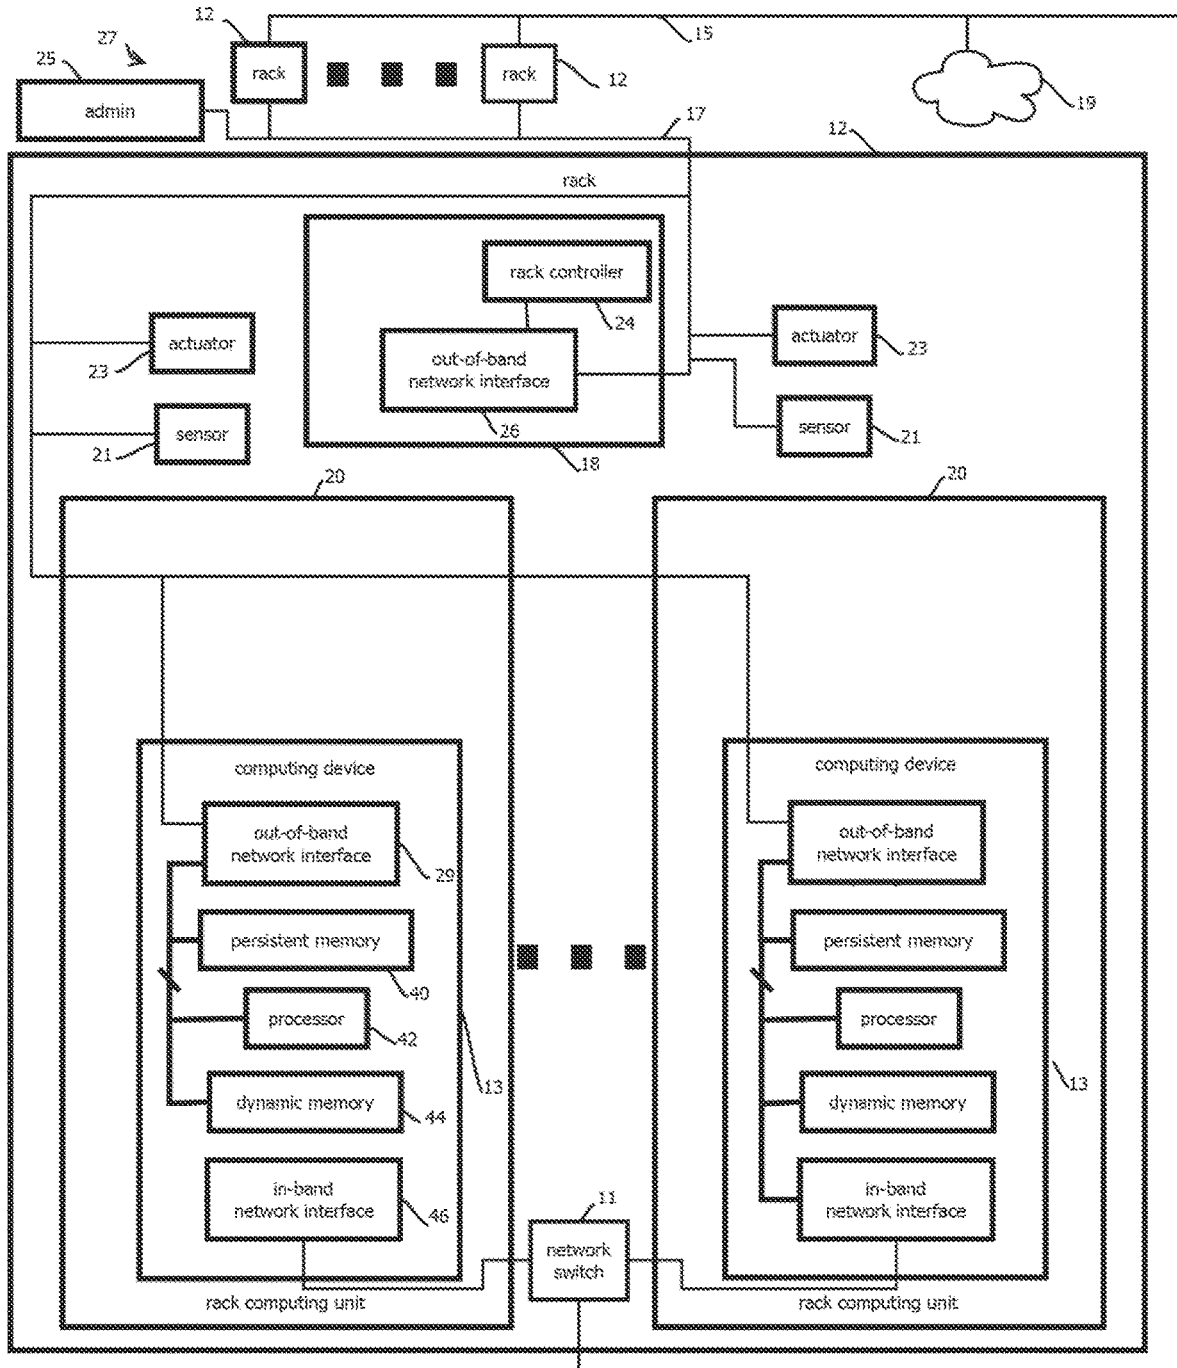 15
12
27
25
rack
rack
12
admin
19
17
12
rack
rack controller
24
actuator
23
out-of-band
network interface
26
actuator
23
sensor
21
18
sensor
21
20
20
computing device
out-of-band
network interface
29
persistent memory
40
processor
42
13
dynamic memory
44
in-band
network interface
46
rack computing unit
11
network
switch
computing device
out-of-band
network interface
persistent memory
processor
13
dynamic memory
in-band
network interface
rack computing unit